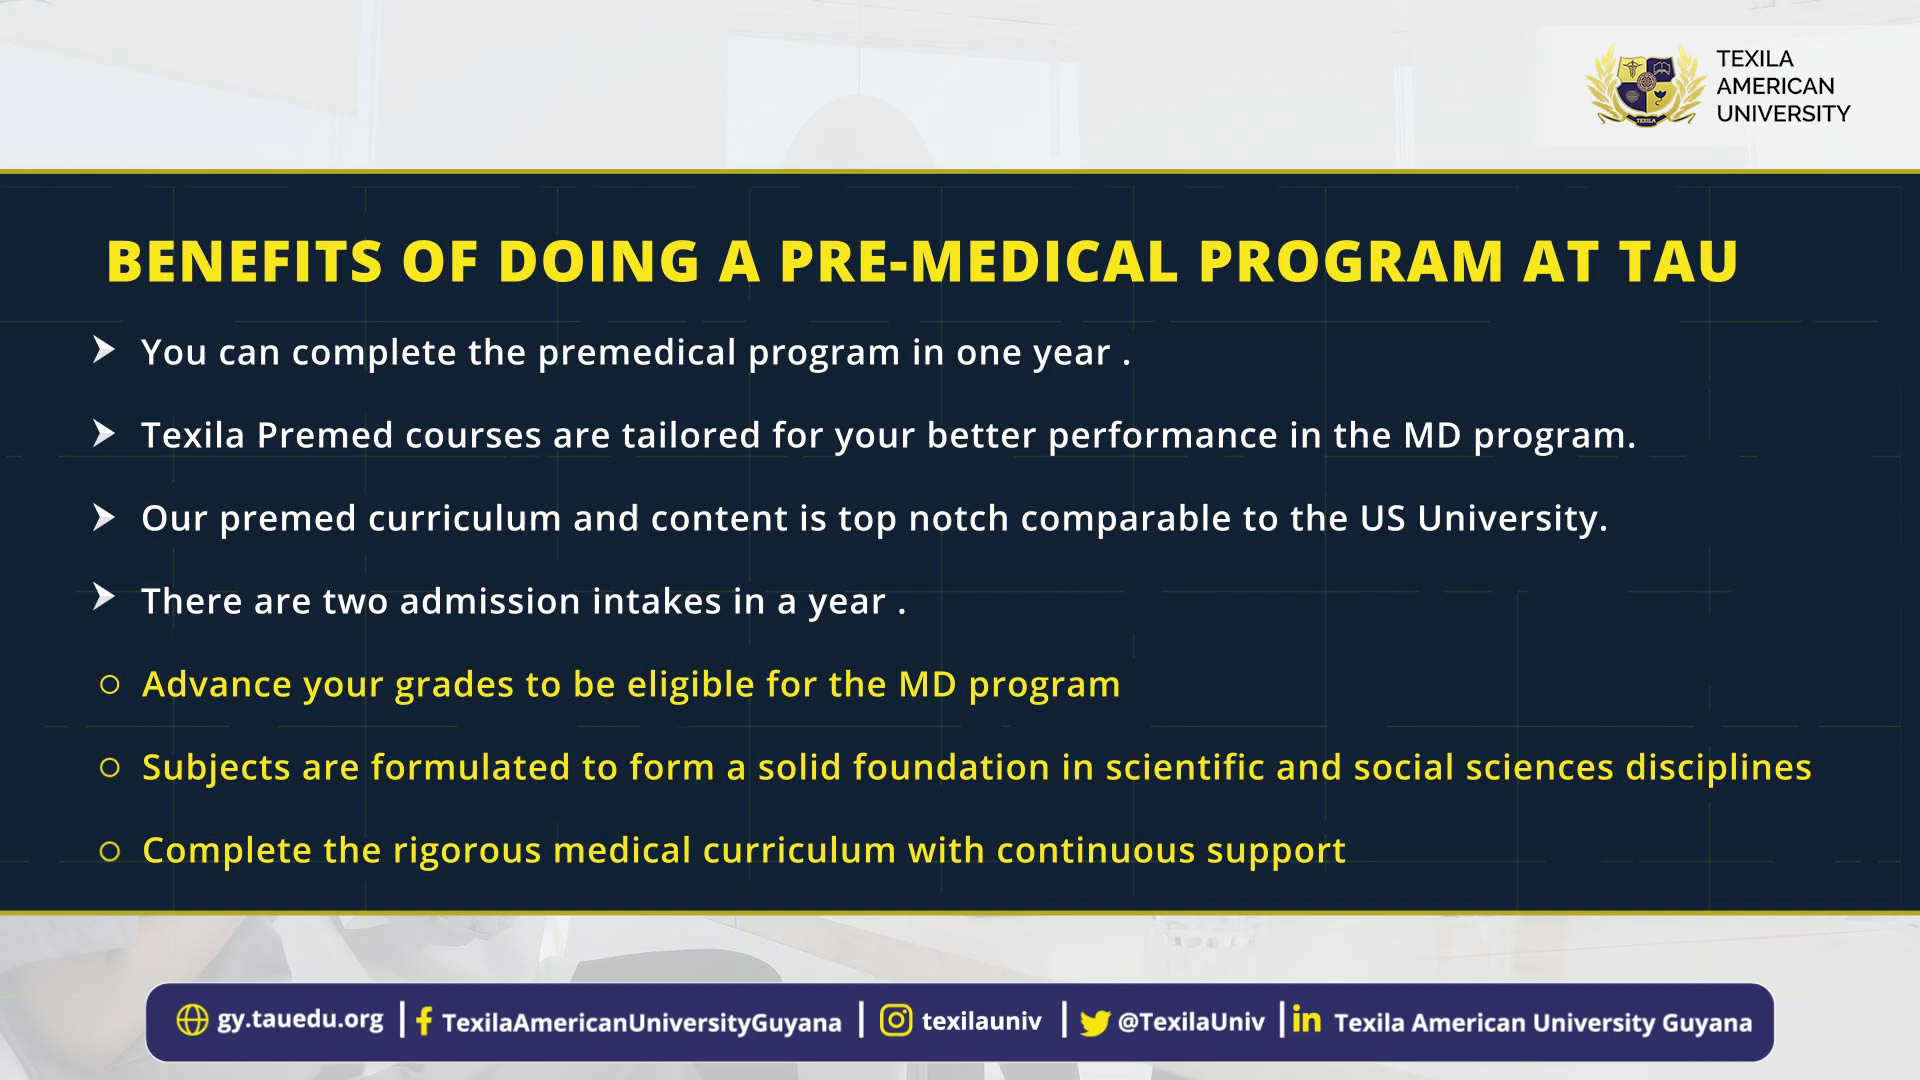 TEXILA
AMERICAN
UNIVERSITY
TEXILA
BENEFITS OF DOING A PRE-MEDICAL PROGRAM AT TAU
You can complete the premedical program in one year .
Texila Premed courses are tailored for your better performance in the MD program.
Our premed curriculum and content is top notch comparable to the US University.
There are two admission intakes in a year .
Advance your grades to be eligible for the MD program
Subjects are formulated to form a solid foundation in scientific and social sciences disciplines
Complete the rigorous medical curriculum with continuous support
gy.tauedu.org | TexilaAmericanUniversityGuyana | texilauniv | @TexilaUniv | in Texila American University Guyana